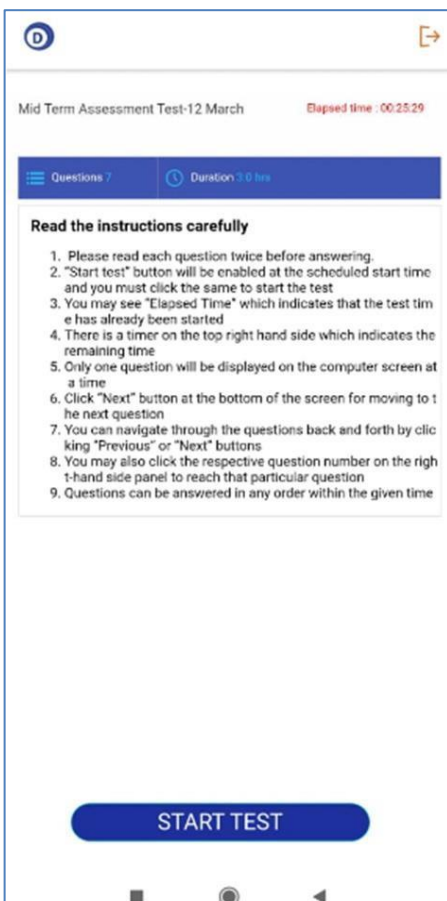 D
Mid Term Assessment Test-12 March
Elapsed time : 00:25:29
Questions 7
Duration 3:0 hrs
Read the instructions carefully
1. Please read each question twice before answering.
2. "Start test" button will be enabled at the scheduled start time
and you must click the same to start the test
3. You may see "Elapsed Time" which indicates that the test tim
e has already been started
4. There is a timer on the top right hand side which indicates the
remaining time
5. Only one question will be displayed on the computer screen at
a time
6. Click "Next" button at the bottom of the screen for moving to t
he next question
7. You can navigate through the questions back and forth by clic
king "Previous" or "Next" buttons
8. You may also click the respective question number on the righ
t-hand side panel to reach that particular question
9. Questions can be answered in any order within the given time
START TEST